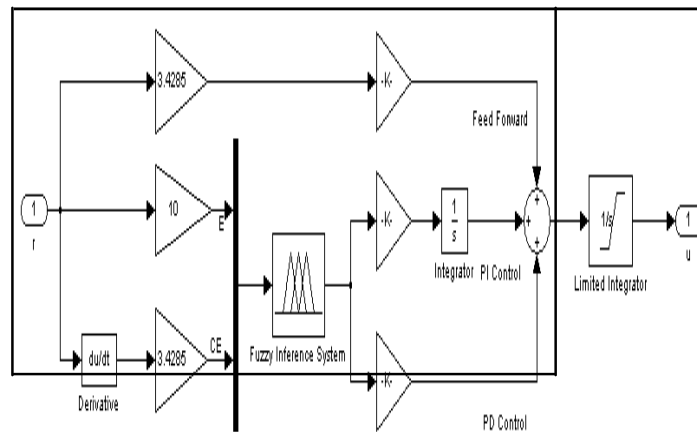 3.4285
-K-
Feed Forward
1
r
10
E
-K-
1
s
Integrator
PI Control
+
+
+
1/s
Limited Integrator
1
u
du/dt
Derivative
3.4285
CE
Fuzzy Inference System
-K-
PD Control